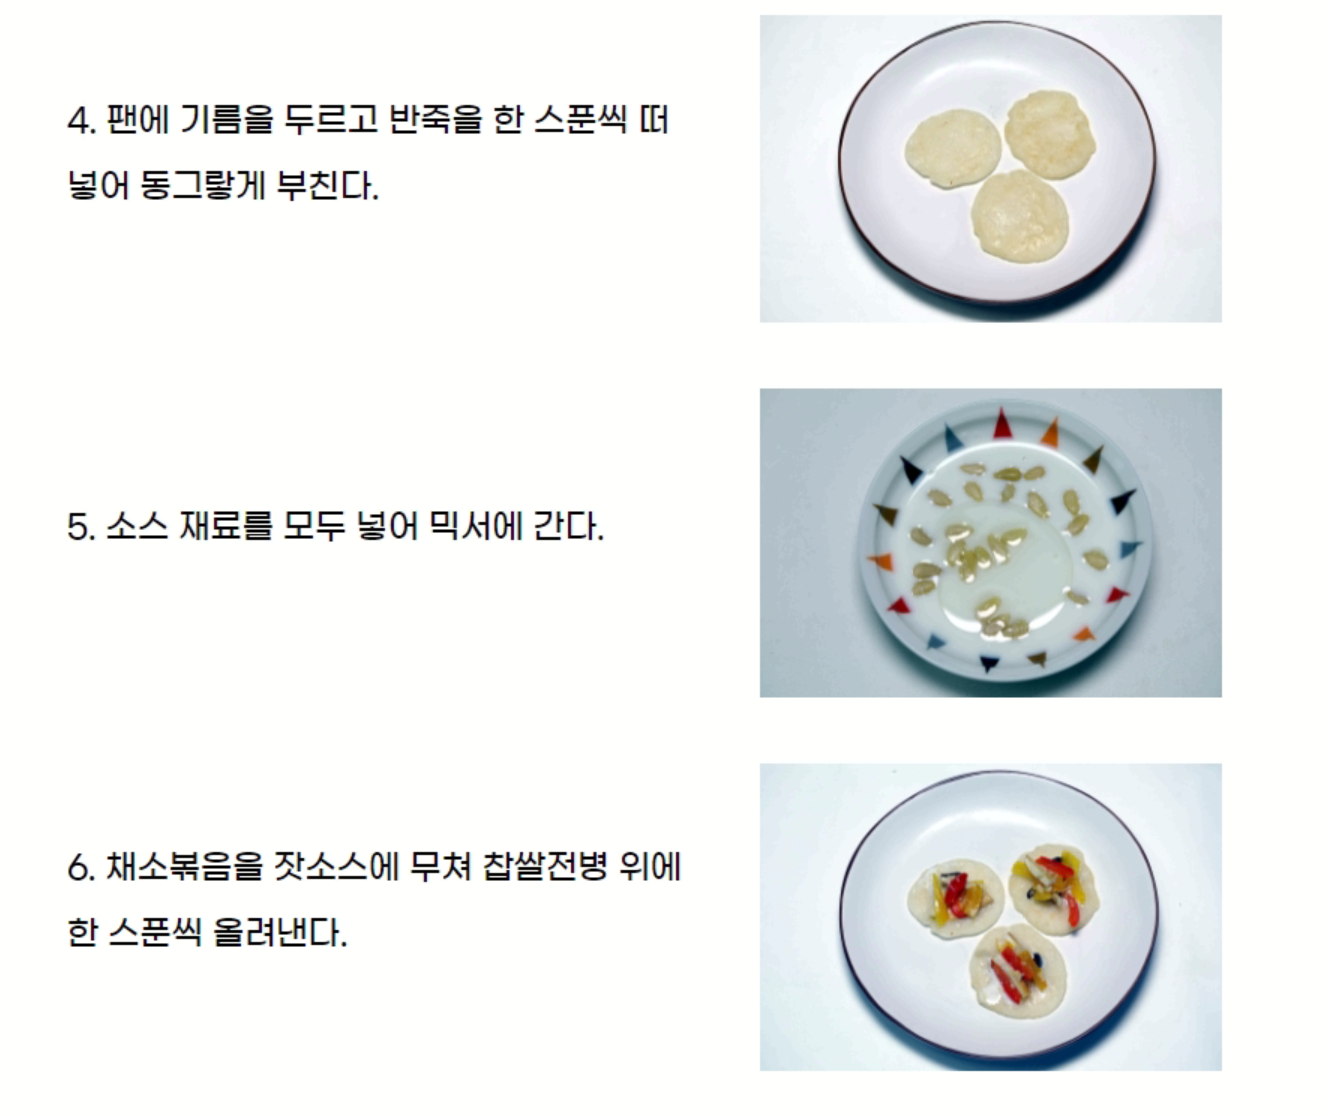 4. 팬에 기름을 두르고 반죽을 한 스푼씩 떠
넣어 동그랗게 부친다.
5. 소스 재료를 모두 넣어 믹서에 간다.
6. 채소볶음을 잣소스에 무쳐 찹쌀전병 위에
한 스푼씩 올려낸다.